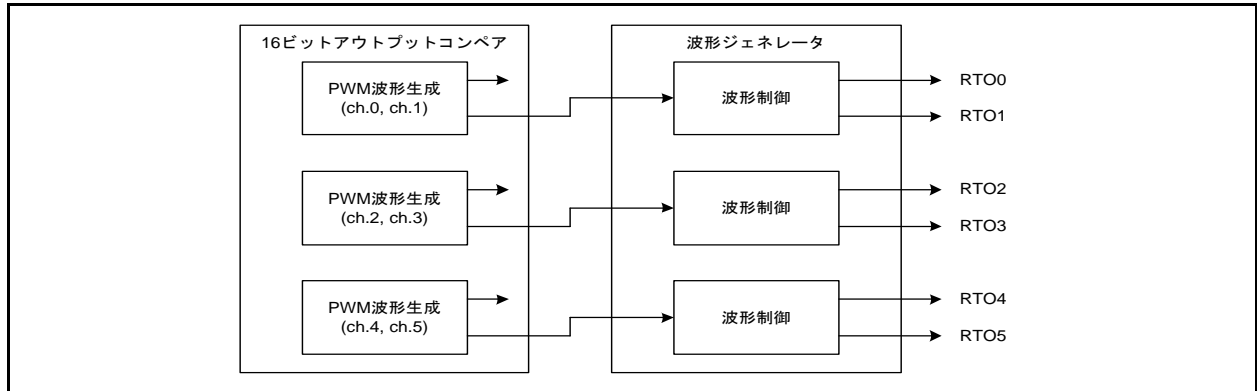 16ビットアウトプットコンペア
波形ジェネレータ
PWM波形生成
(ch.0, ch.1)
波形制御
RTO0
RTO1
PWM波形生成
(ch.2, ch.3)
波形制御
RTO2
RTO3
PWM波形生成
(ch.4, ch.5)
波形制御
RTO4
RTO5